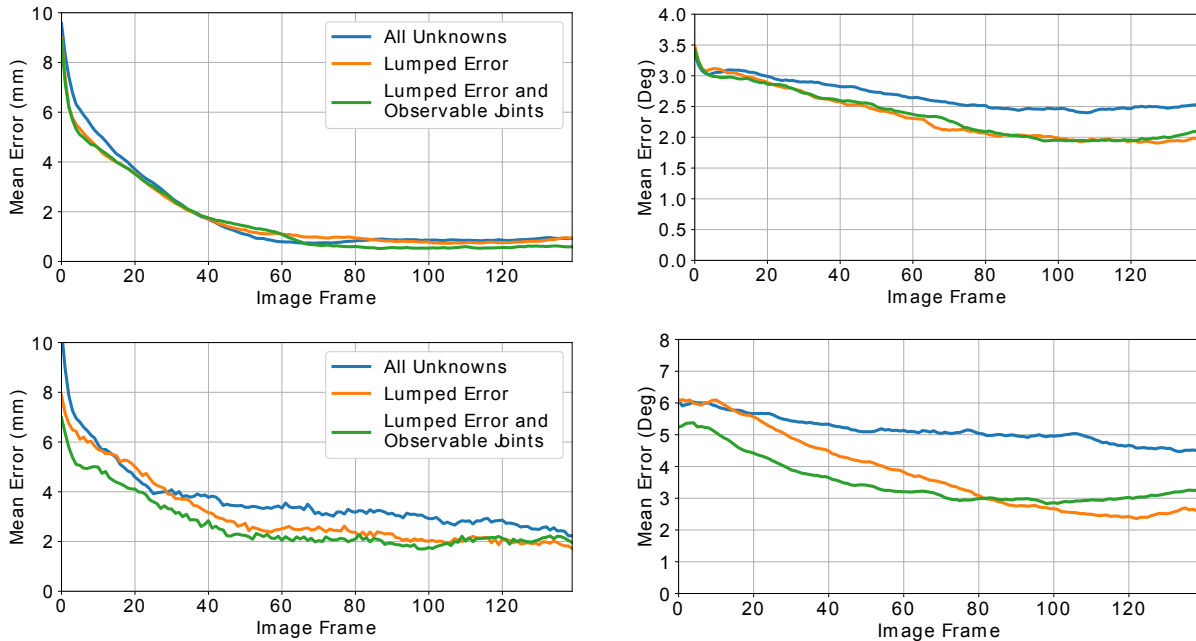 10
8
6
4
2
0
Mean Error (mm)
All Unknowns
Lumped Error
Lumped Error and
Observable Joints
0 20 40 60 80 100 120
Image Frame
4.0
3.5
3.0
2.5
2.0
1.5
1.0
0.5
0.0
Mean Error (Deg)
0 20 40 60 80 100 120
Image Frame
10
8
6
4
2
0
Mean Error (mm)
All Unknowns
Lumped Error
Lumped Error and
Observable Joints
0 20 40 60 80 100 120
Image Frame
8
7
6
5
4
3
2
1
0
Mean Error (Deg)
0 20 40 60 80 100 120
Image Frame